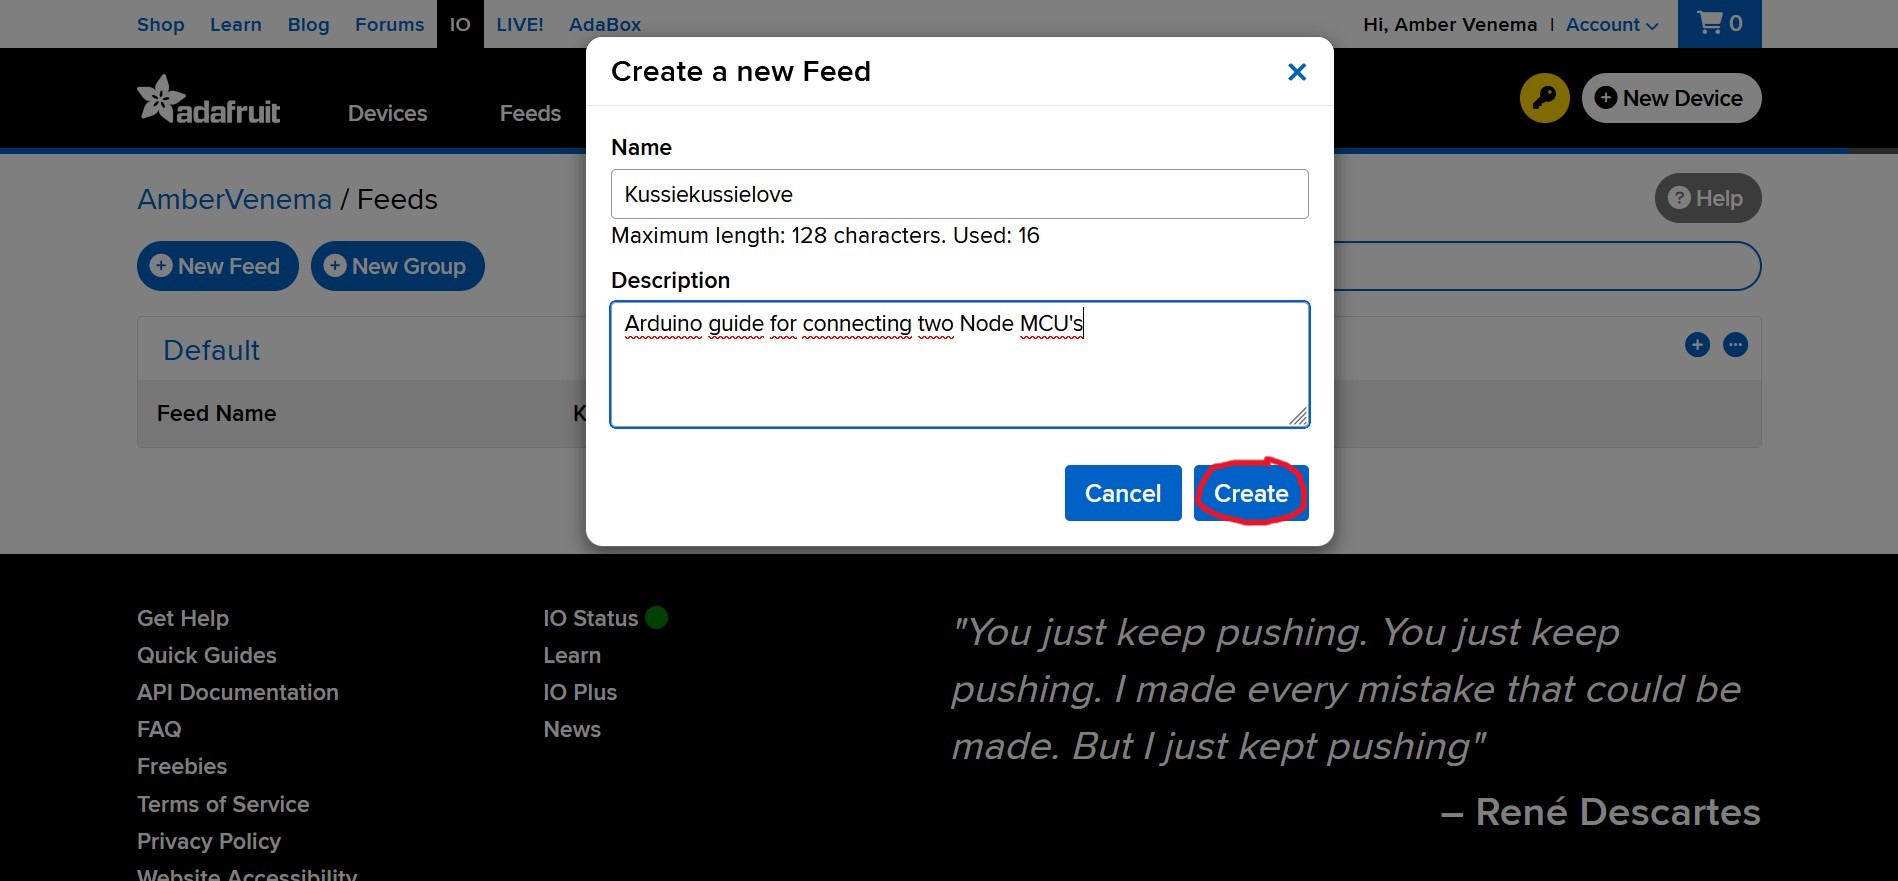 Shop Learn Blog Forums IO LIVE! AdaBox Hi, Amber Venema | Account 0
adafruit Devices Feeds New Device
Create a new Feed
Name
Kussiekussielove
Maximum length: 128 characters. Used: 16
Description
Arduino guide for connecting two Node MCU's
Cancel Create
AmberVenema / Feeds
? Help
+ New Feed + New Group
Default
Feed Name K
Get Help
Quick Guides
API Documentation
FAQ
Freebies
Terms of Service
Privacy Policy
Website Accessibility
IO Status
Learn
IO Plus
News
"You just keep pushing. You just keep
pushing. I made every mistake that could be
made. But I just kept pushing"
– René Descartes